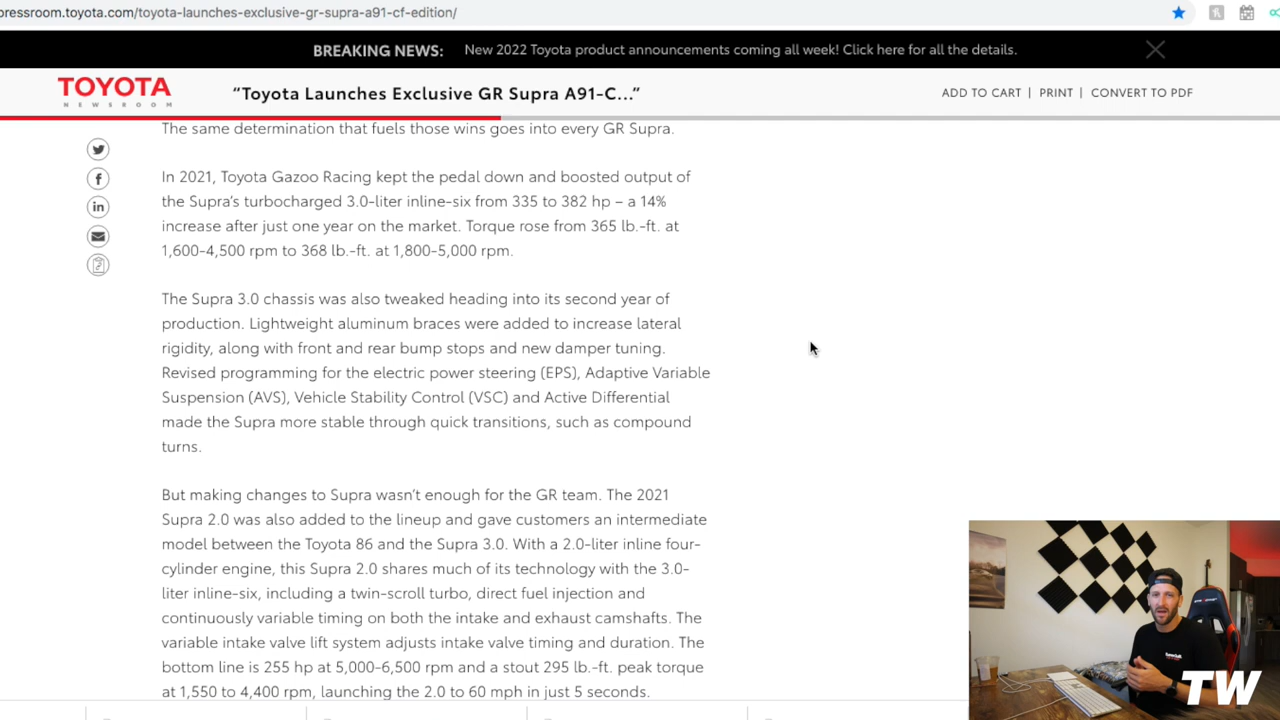 pressroom.toyota.com/toyota-launches-exclusive-gr-supra-a91-cf-edition/
BREAKING NEWS: New 2022 Toyota product announcements coming all week! Click here for all the details.
TOYOTA
NEWSROOM
“Toyota Launches Exclusive GR Supra A91-C...”
ADD TO CART | PRINT | CONVERT TO PDF
The same determination that fuels those wins goes into every GR Supra.
In 2021, Toyota Gazoo Racing kept the pedal down and boosted output of
the Supra’s turbocharged 3.0-liter inline-six from 335 to 382 hp – a 14%
increase after just one year on the market. Torque rose from 365 lb.-ft. at
1,600-4,500 rpm to 368 lb.-ft. at 1,800-5,000 rpm.
The Supra 3.0 chassis was also tweaked heading into its second year of
production. Lightweight aluminum braces were added to increase lateral
rigidity, along with front and rear bump stops and new damper tuning.
Revised programming for the electric power steering (EPS), Adaptive Variable
Suspension (AVS), Vehicle Stability Control (VSC) and Active Differential
made the Supra more stable through quick transitions, such as compound
turns.
But making changes to Supra wasn’t enough for the GR team. The 2021
Supra 2.0 was also added to the lineup and gave customers an intermediate
model between the Toyota 86 and the Supra 3.0. With a 2.0-liter inline four-
cylinder engine, this Supra 2.0 shares much of its technology with the 3.0-
liter inline-six, including a twin-scroll turbo, direct fuel injection and
continuously variable timing on both the intake and exhaust camshafts. The
variable intake valve lift system adjusts intake valve timing and duration. The
bottom line is 255 hp at 5,000-6,500 rpm and a stout 295 lb.-ft. peak torque
at 1,550 to 4,400 rpm, launching the 2.0 to 60 mph in just 5 seconds.
TW